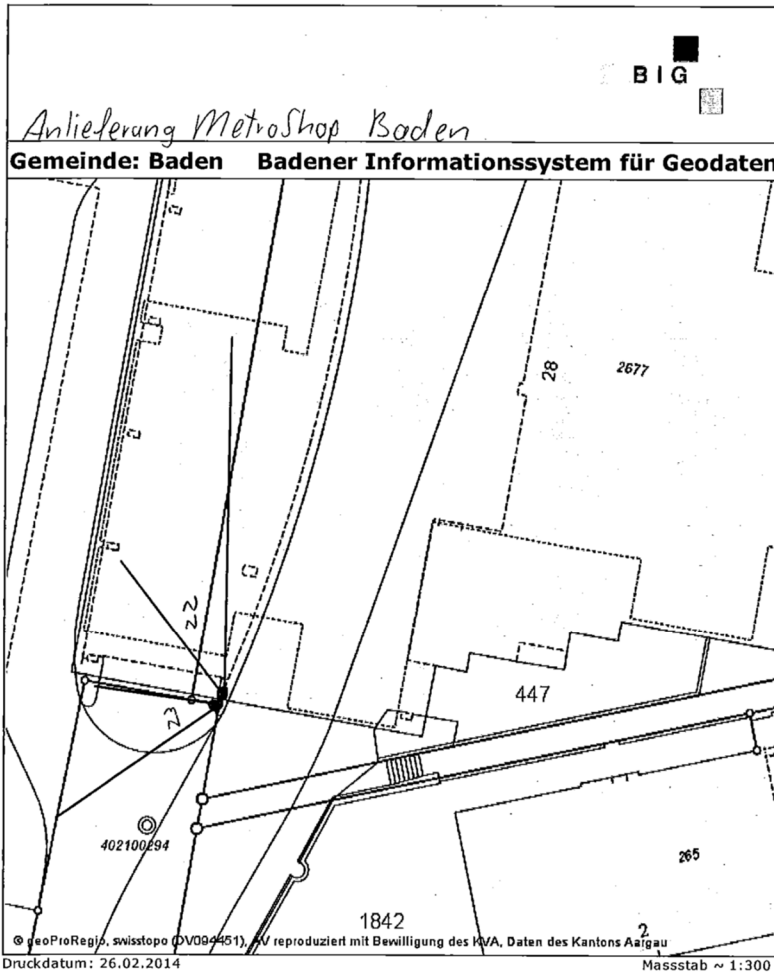 BIG
Anlieferung MetroShop Baden
Gemeinde: Baden Badener Informationssystem für Geodaten
28
2677
22
447
23
402100294
265
1842
2
© geoProRegio, swisstopo (DV094451), AV reproduziert mit Bewilligung des KVA, Daten des Kantons Aargau
Druckdatum: 26.02.2014
Massstab ~ 1:300